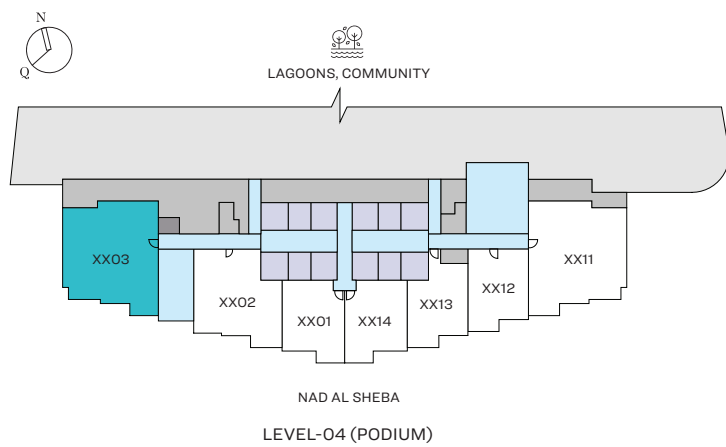 N
Q
LAGOONS, COMMUNITY
XX03
XX02
XX01
XX14
XX13
XX12
XX11
NAD AL SHEBA
LEVEL-04 (PODIUM)